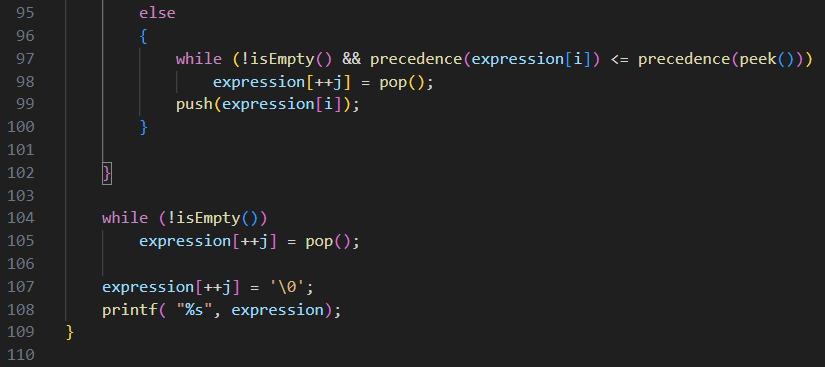 95 else
96 {
97 while (!isEmpty() && precedence(expression[i]) <= precedence(peek()))
98 expression[++j] = pop();
99 push(expression[i]);
100 }
101
102 }
103
104 while (!isEmpty())
105 expression[++j] = pop();
106
107 expression[++j] = '\0';
108 printf( "%s", expression);
109 }
110